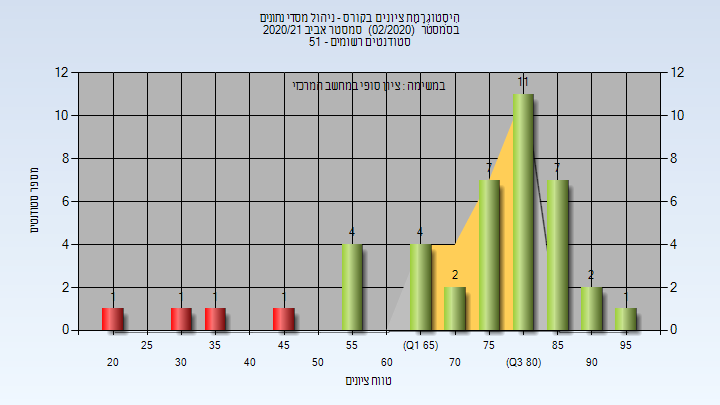 היסטוגרמת ציונים בקורס - ניהול מסדי נתונים
בסמסטר (02/2020) סמסטר אביב 2020/21
סטודנטים רשומים - 51
במשימה : ציון סופי במחשב המרכזי
מספר סטודנטים
12 12
10 10
8 8
6 6
4 4
2 2
0 0
1 1 1 1 4 4 2 7 11 7 2 1
25 35 45 55 (Q1 65) 75 85 95
20 30 40 50 60 70 (Q3 80) 90
טווח ציונים